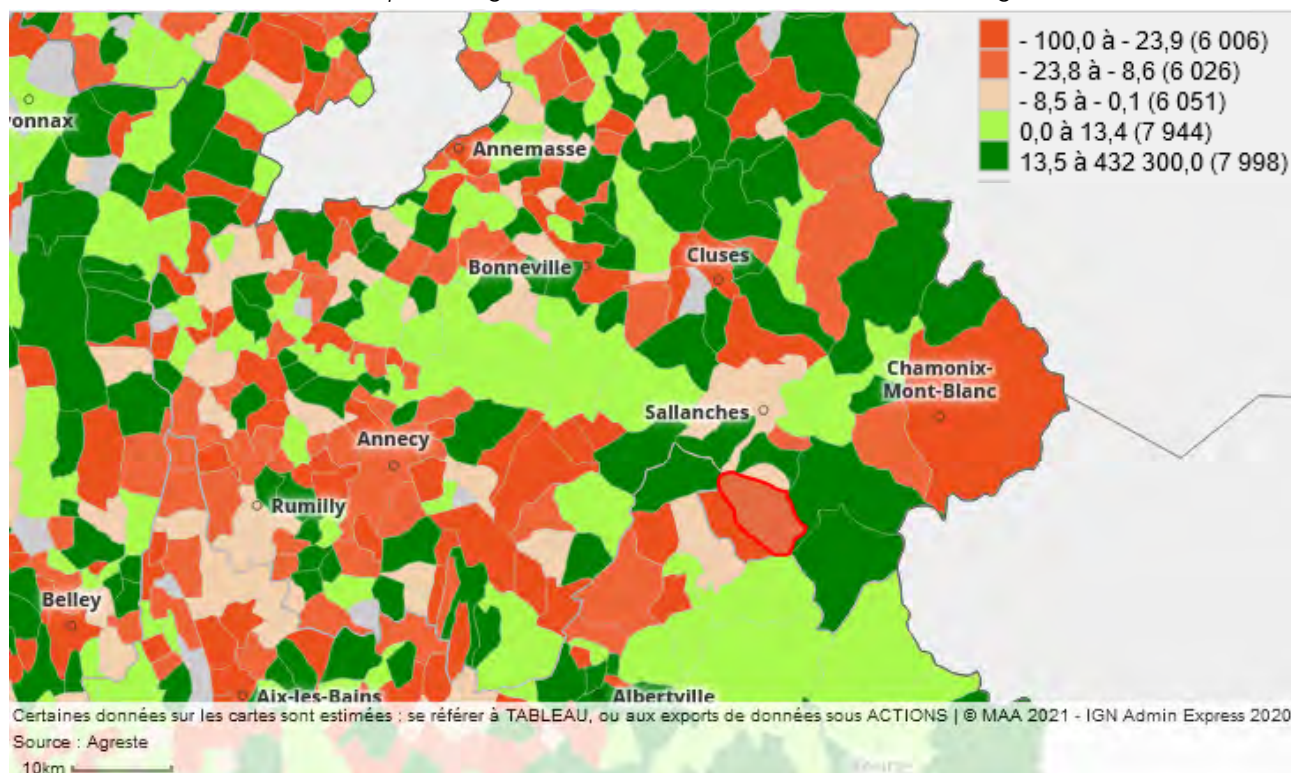 - 100,0 à - 23,9 (6 006)
- 23,8 à - 8,6 (6 026)
- 8,5 à - 0,1 (6 051)
0,0 à 13,4 (7 944)
13,5 à 432 300,0 (7 998)
yonnax
Annemasse
Bonneville
Cluses
Chamonix-
Mont-Blanc
Sallanches
Annecy
Rumilly
Belley
Aix-les-Bains
Albertville
Certaines données sur les cartes sont estimées : se référer à TABLEAU, ou aux exports de données sous ACTIONS | © MAA 2021 - IGN Admin Express 2020
Source : Agreste
10km